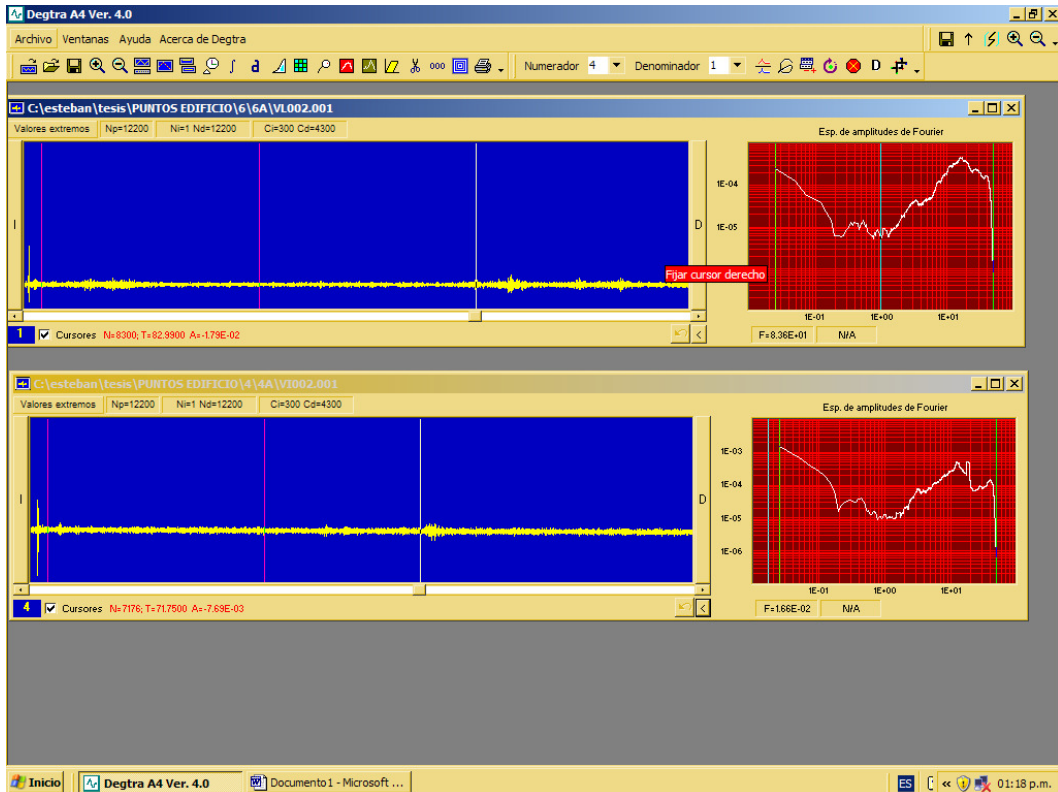 Degtra A4 Ver. 4.0
Archivo Ventanas Ayuda Acerca de Degtra
Numerador 4 Denominador 1 D
C:\esteban\tesis\PUNTOS EDIFICIO\6\6A\VL002.001
Valores extremos Np=12200 Ni=1 Nd=12200 Ci=300 Cd=4300
Esp. de amplitudes de Fourier
I
D
1E-04
1E-05
Fijar cursor derecho
1E-01 1E+00 1E+01
1 Cursores N=8300; T=82.9900 A=-1.79E-02
<
F=8.36E+01 N/A
C:\esteban\tesis\PUNTOS EDIFICIO\4\4A\VI002.001
Valores extremos Np=12200 Ni=1 Nd=12200 Ci=300 Cd=4300
Esp. de amplitudes de Fourier
I
D
1E-03
1E-04
1E-05
1E-06
1E-01 1E+00 1E+01
4 Cursores N=7176; T=71.7500 A=-7.69E-03
<
F=1.66E-02 N/A
Inicio Degtra A4 Ver. 4.0 Documento1 - Microsoft ... ES « 01:18 p.m.